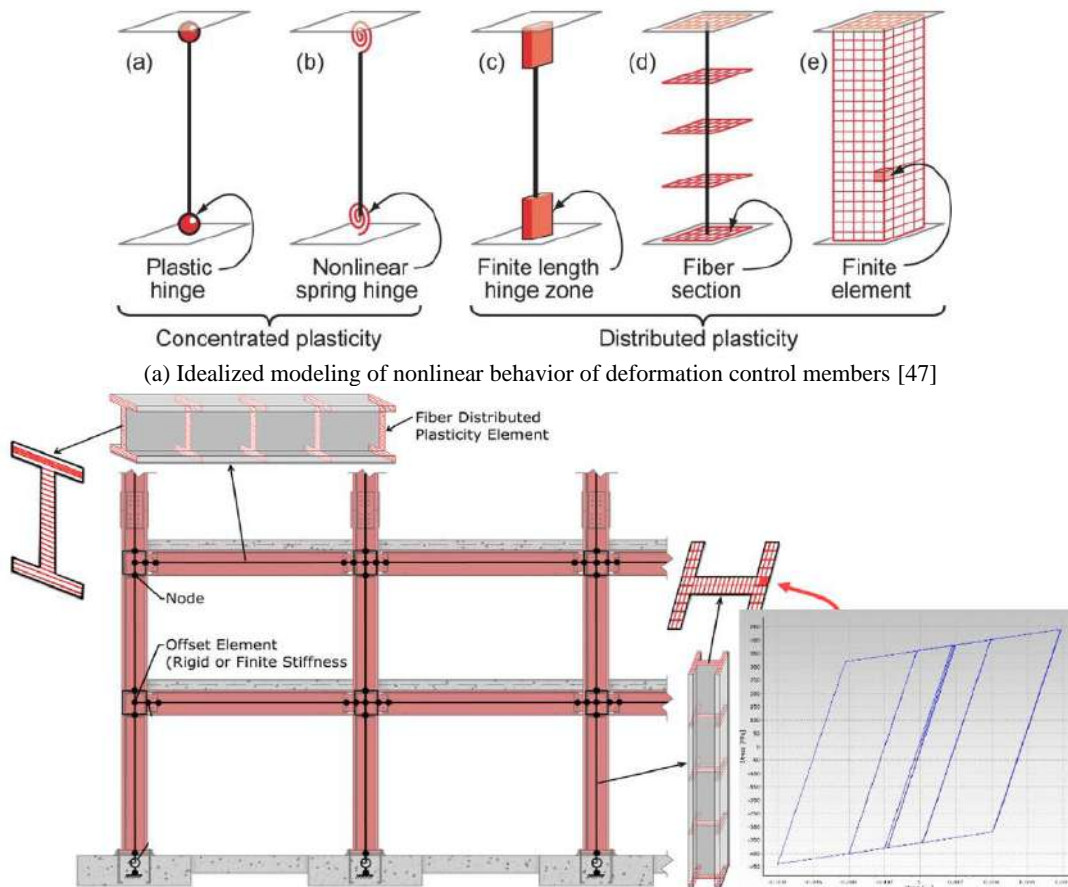 (a)
(b)
(c)
(d)
(e)
Plastic
hinge
Nonlinear
spring hinge
Finite length
hinge zone
Fiber
section
Finite
element
Concentrated plasticity
Distributed plasticity
(a) Idealized modeling of nonlinear behavior of deformation control members [47]
Fiber Distributed
Plasticity Element
Node
Offset Element
(Rigid or Finite Stiffness